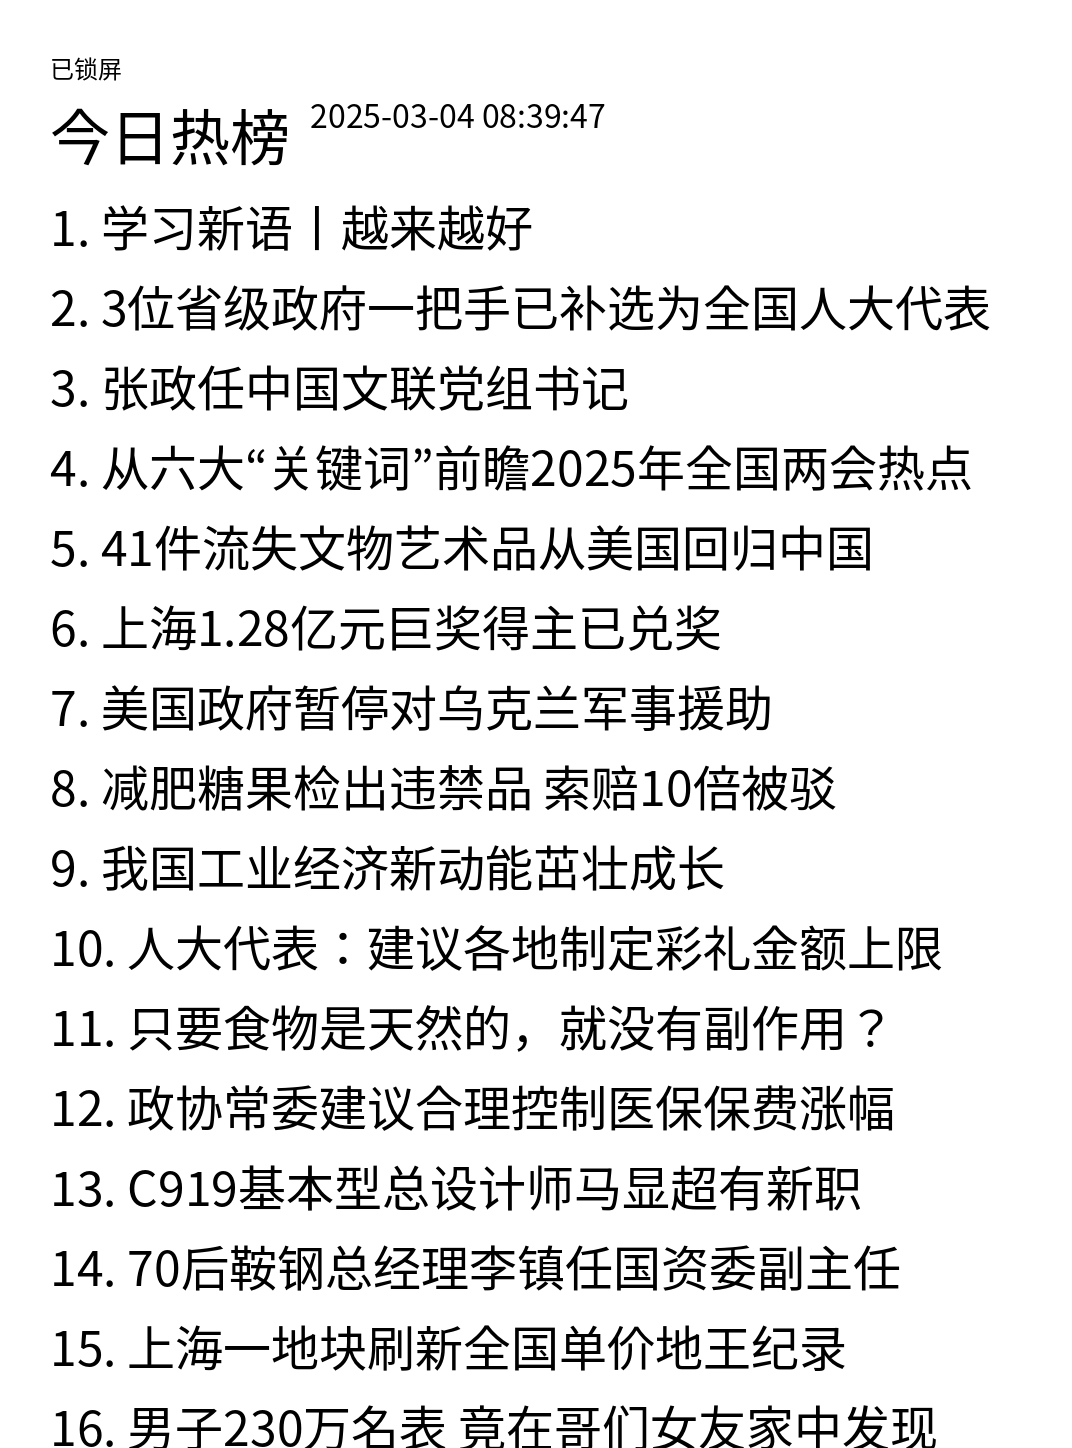 已锁屏
今日热榜 2025-03-04 08:39:47
1. 学习新语丨越来越好
2. 3位省级政府一把手已补选为全国人大代表
3. 张政任中国文联党组书记
4. 从六大“关键词”前瞻2025年全国两会热点
5. 41件流失文物艺术品从美国回归中国
6. 上海1.28亿元巨奖得主已兑奖
7. 美国政府暂停对乌克兰军事援助
8. 减肥糖果检出违禁品 索赔10倍被驳
9. 我国工业经济新动能茁壮成长
10. 人大代表：建议各地制定彩礼金额上限
11. 只要食物是天然的，就没有副作用？
12. 政协常委建议合理控制医保保费涨幅
13. C919基本型总设计师马显超有新职
14. 70后鞍钢总经理李镇任国资委副主任
15. 上海一地块刷新全国单价地王纪录
16. 男子230万名表 竟在哥们女友家中发现